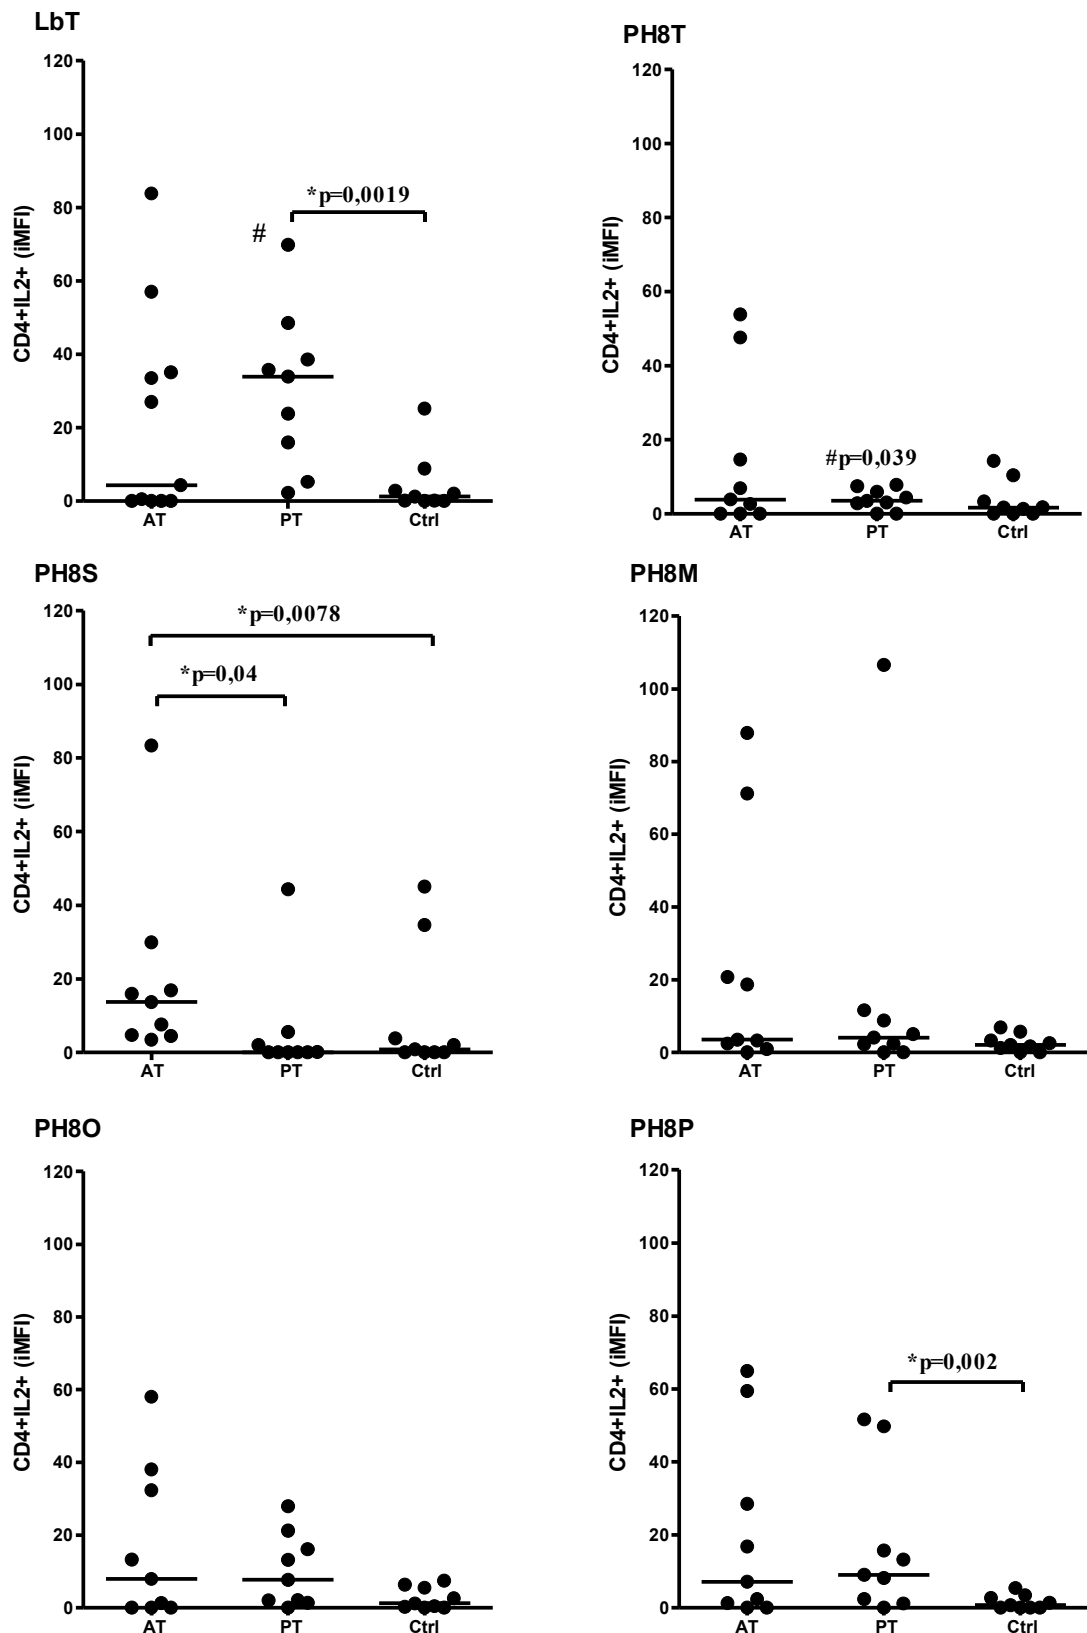 LbT
120
100
80
60
40
20
0
CD4+IL2+ (iMFI)
#
*p=0,0019
AT PT Ctrl
PH8T
120
100
80
60
40
20
0
CD4+IL2+ (iMFI)
#p=0,039
AT PT Ctrl
PH8S
120
100
80
60
40
20
0
CD4+IL2+ (iMFI)
*p=0,0078
*p=0,04
AT PT Ctrl
PH8M
120
100
80
60
40
20
0
CD4+IL2+ (iMFI)
AT PT Ctrl
PH8O
120
100
80
60
40
20
0
CD4+IL2+ (iMFI)
AT PT Ctrl
PH8P
120
100
80
60
40
20
0
CD4+IL2+ (iMFI)
*p=0,002
AT PT Ctrl